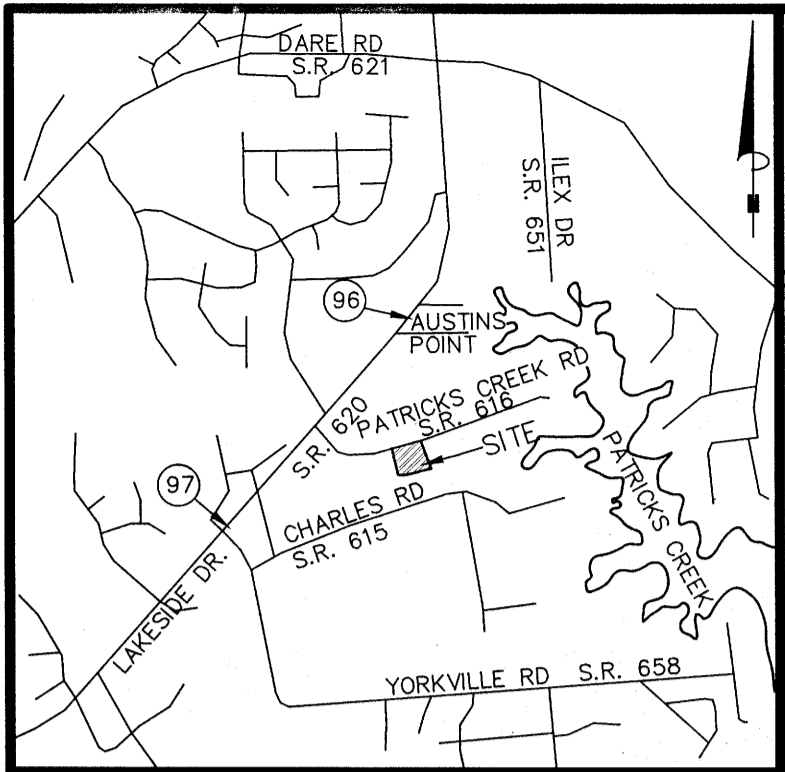 DARE RD
S.R. 621
ILEX DR
S.R. 651
96
AUSTINS
POINT
PATRICKS CREEK RD
S.R. 616
S.R. 620
SITE
97
CHARLES RD
S.R. 615
PATRICKS CREEK
LAKESIDE DR.
YORKVILLE RD S.R. 658